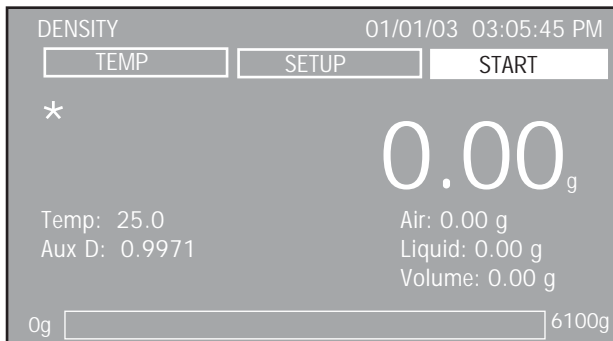 DENSITY 01/01/03 03:05:45 PM
TEMP SETUP START
*
0.00g
Temp: 25.0 Air: 0.00 g
Aux D: 0.9971 Liquid: 0.00 g
Volume: 0.00 g
0g 6100g